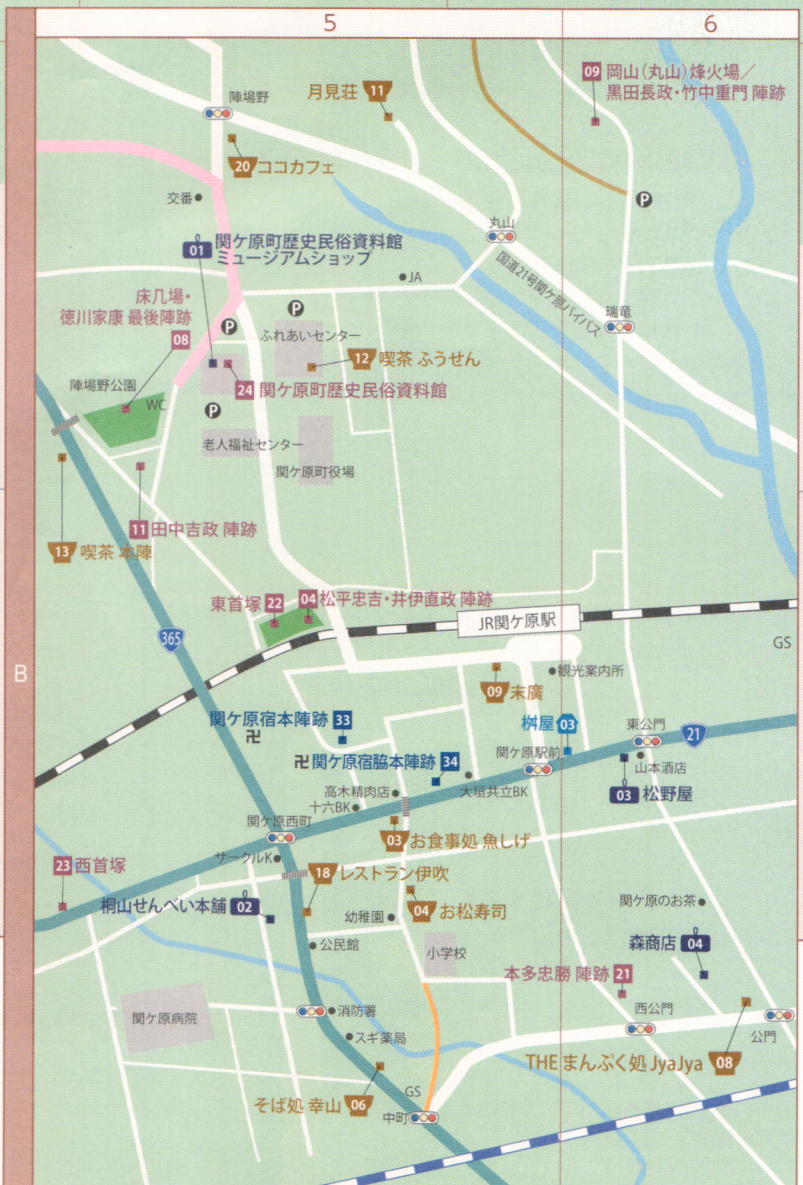 5
6
09 岡山（丸山）烽火場／
黒田長政・竹中重門 陣跡
月見荘 11
陣場野
20 ココカフェ
交番
P
丸山
01 関ケ原町歴史民俗資料館
ミュージアムショップ
国道21号関ケ原バイパス
JA
床几場・
徳川家康 最後陣跡
08
P
P
瑞竜
ふれあいセンター
12 喫茶 ふうせん
24 関ケ原町歴史民俗資料館
陣場野公園
WC
P
老人福祉センター
関ケ原町役場
11 田中吉政 陣跡
13 喫茶 本陣
東首塚 22
04 松平忠吉・井伊直政 陣跡
JR関ケ原駅
365
GS
B
観光案内所
09 末廣
関ケ原宿本陣跡 33
卍
桝屋 03
東公門
21
関ケ原駅前
卍 関ケ原宿脇本陣跡 34
山本酒店
大垣共立BK
高木精肉店
03 松野屋
十六BK
関ケ原西町
03 お食事処 魚しげ
サークルK
23 西首塚
18 レストラン伊吹
桐山せんべい本舗 02
04 お松寿司
幼稚園
関ケ原のお茶
公民館
小学校
森商店 04
本多忠勝 陣跡 21
関ケ原病院
消防署
西公門
公門
スギ薬局
THE まんぷく処 JyaJya 08
そば処 幸山 06
GS
中町